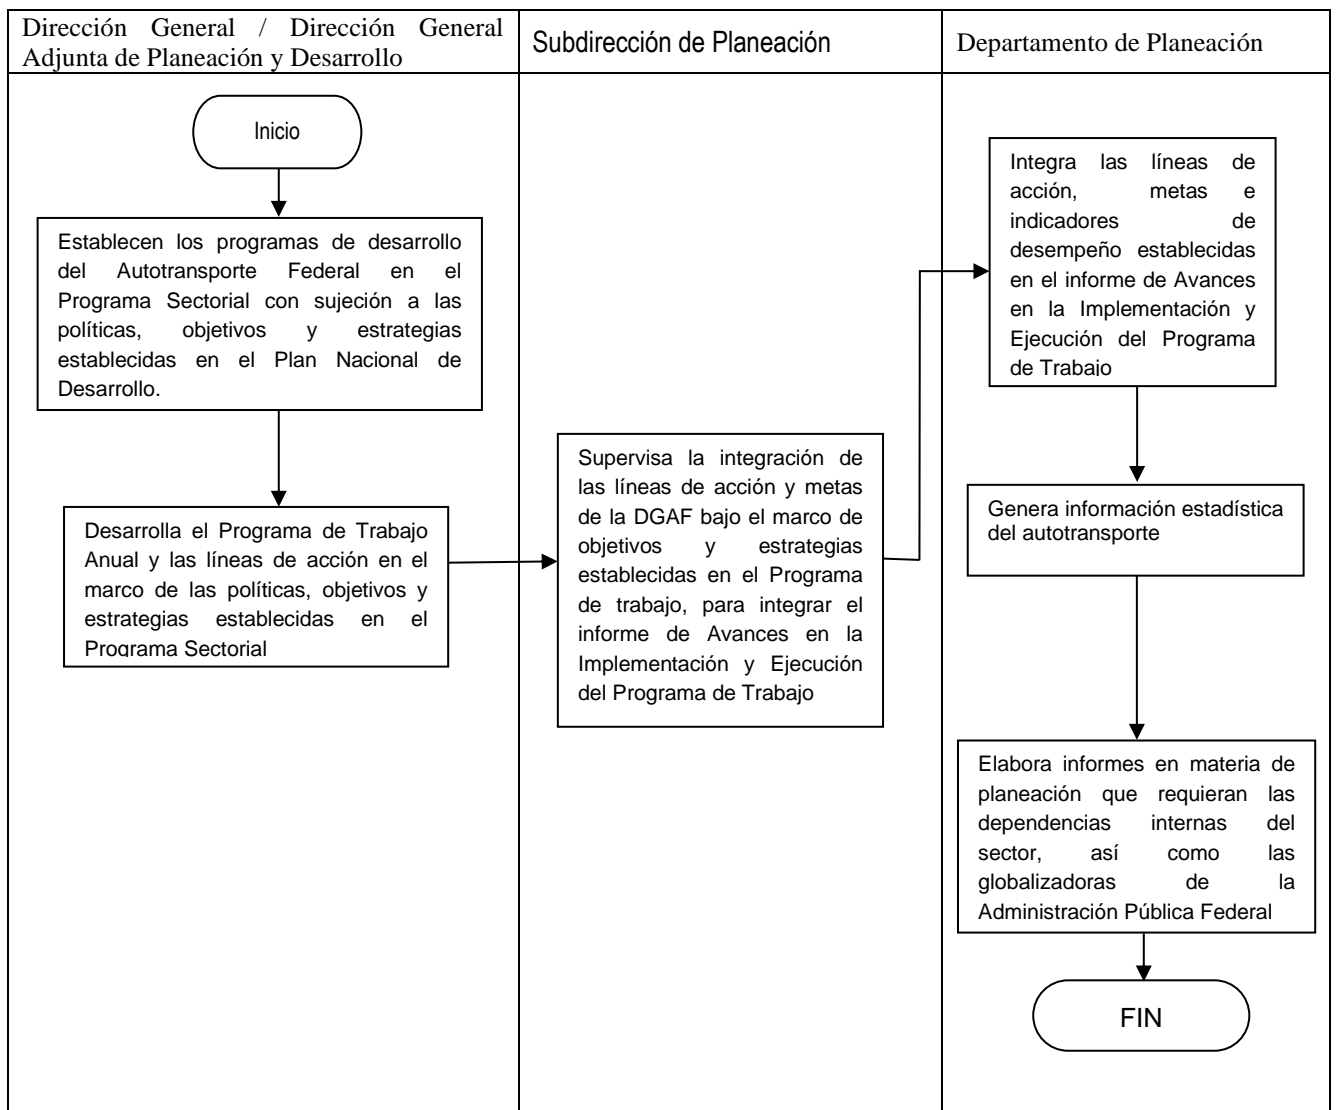 Dirección General / Dirección General
Adjunta de Planeación y Desarrollo
Subdirección de Planeación
Departamento de Planeación
Inicio
Establecen los programas de desarrollo
del Autotransporte Federal en el
Programa Sectorial con sujeción a las
políticas, objetivos y estrategias
establecidas en el Plan Nacional de
Desarrollo.
Desarrolla el Programa de Trabajo
Anual y las líneas de acción en el
marco de las políticas, objetivos y
estrategias establecidas en el
Programa Sectorial
Supervisa la integración de
las líneas de acción y metas
de la DGAF bajo el marco de
objetivos y estrategias
establecidas en el Programa
de trabajo, para integrar el
informe de Avances en la
Implementación y Ejecución
del Programa de Trabajo
Integra las líneas de
acción, metas e
indicadores de
desempeño establecidas
en el informe de Avances
en la Implementación y
Ejecución del Programa
de Trabajo
Genera información estadística
del autotransporte
Elabora informes en materia de
planeación que requieran las
dependencias internas del
sector, así como las
globalizadoras de la
Administración Pública Federal
FIN